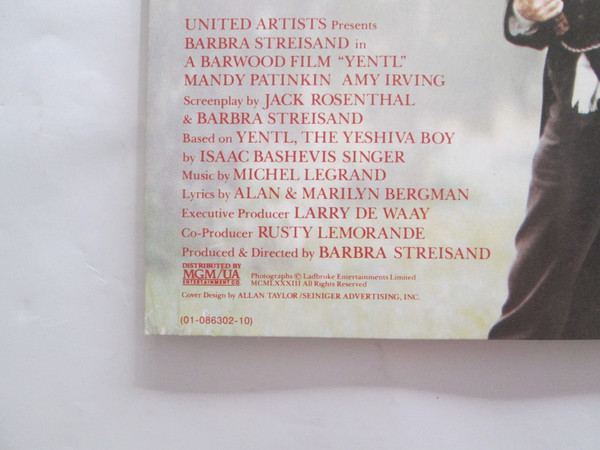 UNITED ARTISTS Presents
BARBRA STREISAND in
A BARWOOD FILM “YENTL”
MANDY PATINKIN AMY IRVING
Screenplay by JACK ROSENTHAL
& BARBRA STREISAND
Based on YENTL, THE YESHIVA BOY
by ISAAC BASHEVIS SINGER
Music by MICHEL LEGRAND
Lyrics by ALAN & MARILYN BERGMAN
Executive Producer LARRY DE WAAY
Co-Producer RUSTY LEMORANDE
Produced & Directed by BARBRA STREISAND
DISTRIBUTED BY
MGM/UA
ENTERTAINMENT CO.
Photographs © Ladbroke Entertainments Limited
MCMLXXXIII All Rights Reserved
Cover Design by ALLAN TAYLOR/SEINIGER ADVERTISING, INC.
(01-086302-10)